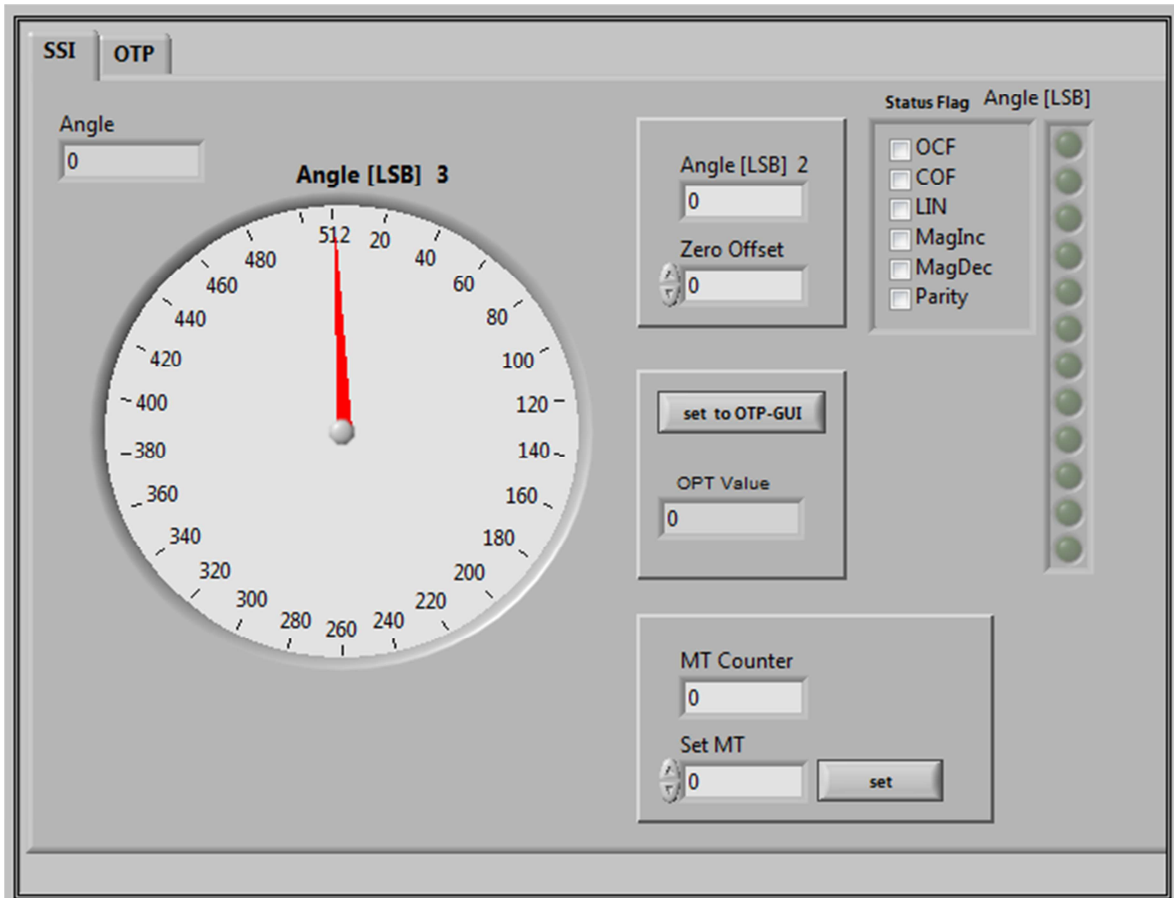 SSI
OTP
Angle
0
Angle [LSB] 3
512
20
40
60
80
100
120
140
160
180
200
220
240
260
280
300
320
340
360
380
400
420
440
460
480
Angle [LSB] 2
0
Zero Offset
0
set to OTP-GUI
OPT Value
0
MT Counter
0
Set MT
0
set
Status Flag
OCF
COF
LIN
MagInc
MagDec
Parity
Angle [LSB]